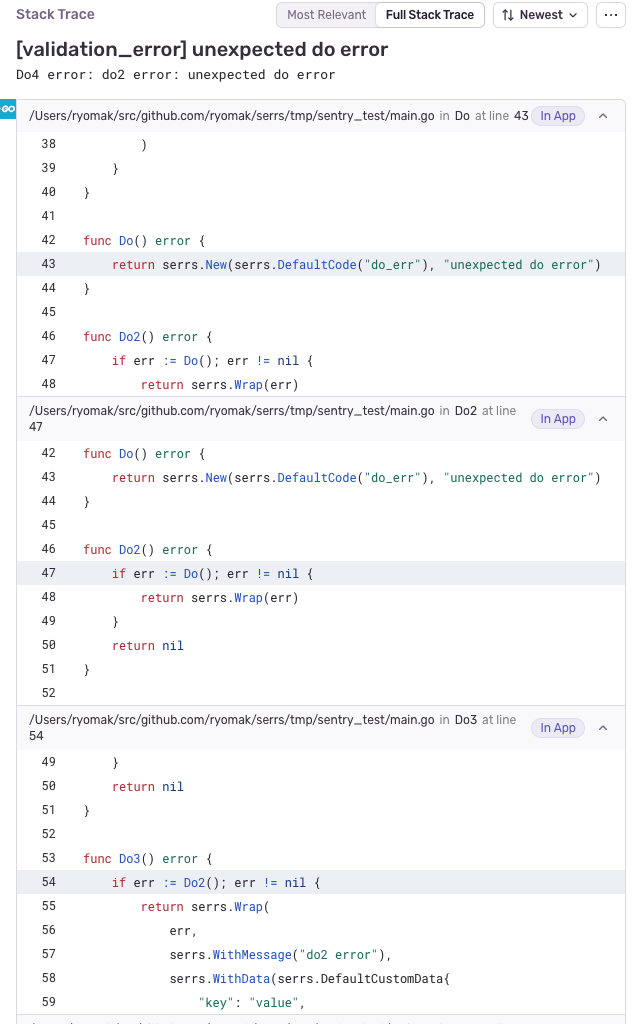 Stack Trace
Most Relevant
Full Stack Trace
Newest
...
[validation_error] unexpected do error
Do4 error: do2 error: unexpected do error
GO
/Users/ryomak/src/github.com/ryomak/serrs/tmp/sentry_test/main.go in Do at line 43 In App
38         )
39     }
40 }
41
42 func Do() error {
43     return serrs.New(serrs.DefaultCode("do_err"), "unexpected do error")
44 }
45
46 func Do2() error {
47     if err := Do(); err != nil {
48         return serrs.Wrap(err)
/Users/ryomak/src/github.com/ryomak/serrs/tmp/sentry_test/main.go in Do2 at line
47
In App
42 func Do() error {
43     return serrs.New(serrs.DefaultCode("do_err"), "unexpected do error")
44 }
45
46 func Do2() error {
47     if err := Do(); err != nil {
48         return serrs.Wrap(err)
49     }
50     return nil
51 }
52
/Users/ryomak/src/github.com/ryomak/serrs/tmp/sentry_test/main.go in Do3 at line
54
In App
49     }
50     return nil
51 }
52
53 func Do3() error {
54     if err := Do2(); err != nil {
55         return serrs.Wrap(
56             err,
57             serrs.WithMessage("do2 error"),
58             serrs.WithData(serrs.DefaultCustomData{
59                 "key": "value",